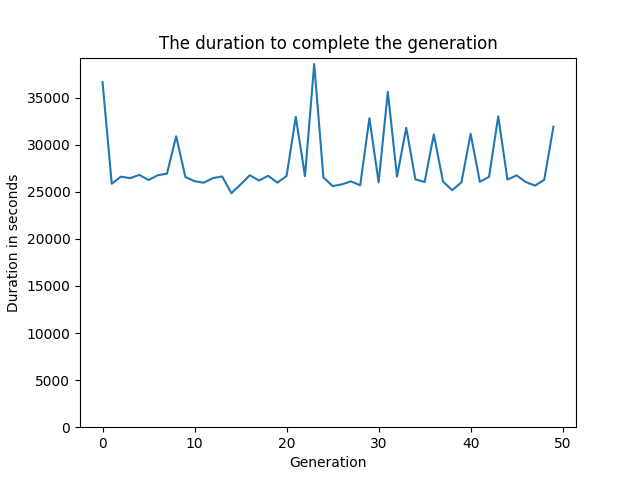 The duration to complete the generation
Duration in seconds
35000
30000
25000
20000
15000
10000
5000
0
0 10 20 30 40 50
Generation